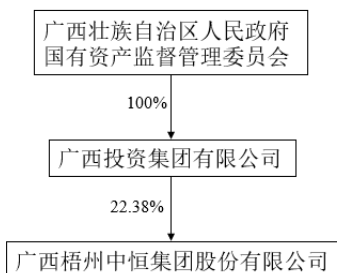 广西壮族自治区人民政府
国有资产监督管理委员会
100%
广西投资集团有限公司
22.38%
广西梧州中恒集团股份有限公司